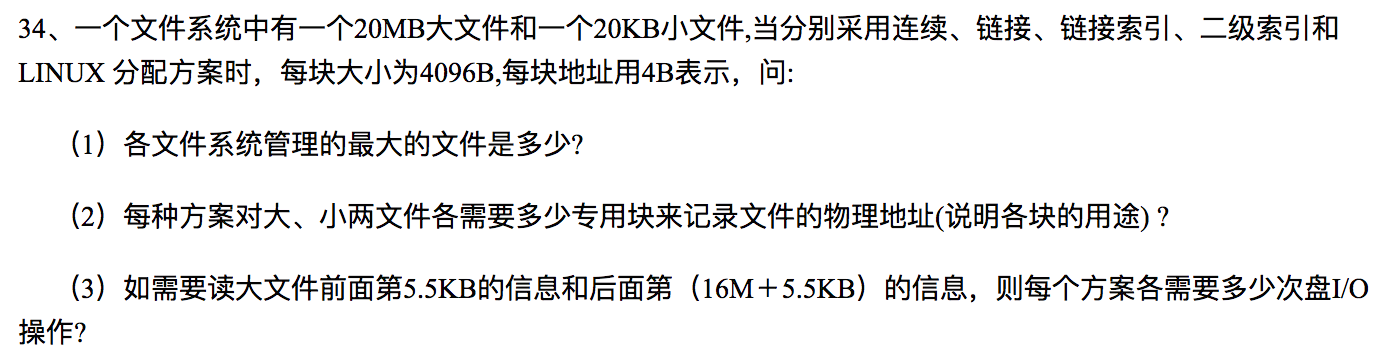 34、一个文件系统中有一个20MB大文件和一个20KB小文件,当分别采用连续、链接、链接索引、二级索引和
LINUX 分配方案时，每块大小为4096B,每块地址用4B表示，问:
（1）各文件系统管理的最大的文件是多少?
（2）每种方案对大、小两文件各需要多少专用块来记录文件的物理地址(说明各块的用途)？
（3）如需要读大文件前面第5.5KB的信息和后面第（16M＋5.5KB）的信息，则每个方案各需要多少次盘I/O
操作?